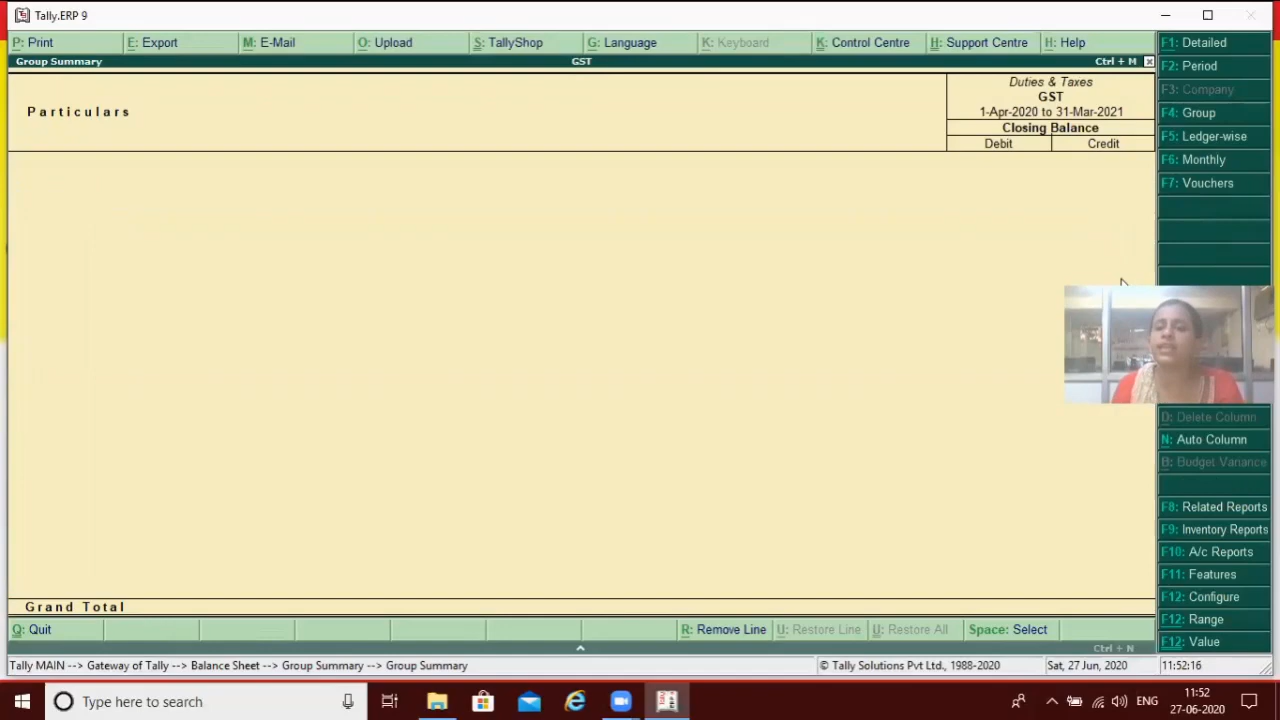 Tally.ERP 9
P: Print
E: Export
M: E-Mail
O: Upload
S: TallyShop
G: Language
K: Keyboard
K: Control Centre
H: Support Centre
H: Help
Group Summary
GST
Ctrl + M
Particulars
Duties & Taxes
GST
1-Apr-2020 to 31-Mar-2021
Closing Balance
Debit
Credit
F1: Detailed
F2: Period
F3: Company
F4: Group
F5: Ledger-wise
F6: Monthly
F7: Vouchers
D: Delete Column
N: Auto Column
B: Budget Variance
F8: Related Reports
F9: Inventory Reports
F10: A/c Reports
F11: Features
F12: Configure
F12: Range
F12: Value
Grand Total
Q: Quit
R: Remove Line
U: Restore Line
U: Restore All
Space: Select
Ctrl + N
Tally MAIN --> Gateway of Tally --> Balance Sheet --> Group Summary --> Group Summary
© Tally Solutions Pvt Ltd., 1988-2020
Sat, 27 Jun, 2020
11:52:16
Type here to search
ENG
11:52
27-06-2020